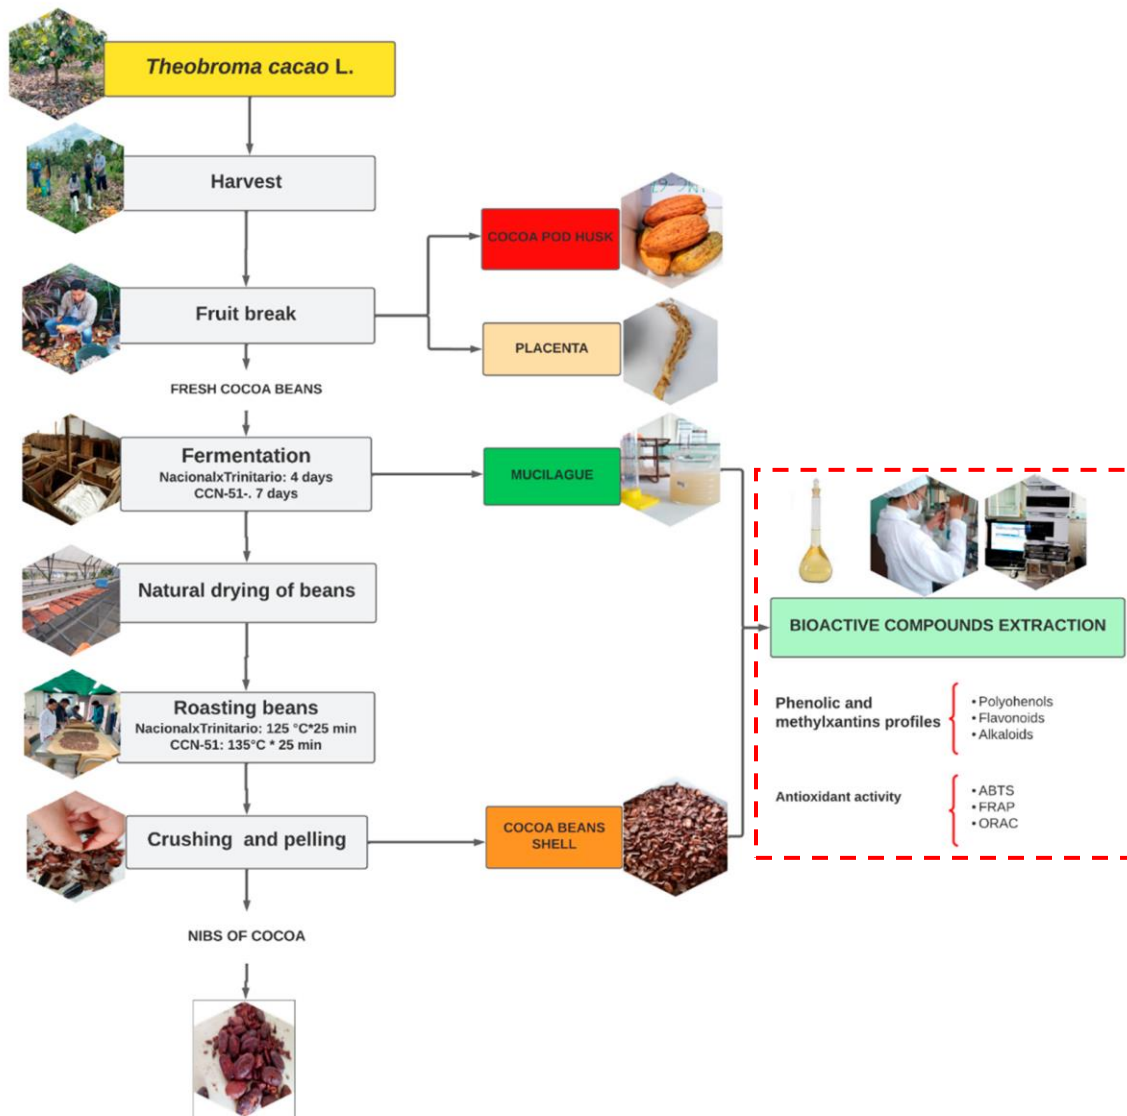 Theobroma cacao L.
Harvest
COCOA POD HUSK
Fruit break
PLACENTA
FRESH COCOA BEANS
Fermentation
NacionalxTrinitario: 4 days
CCN-51-. 7 days
MUCILAGUE
Natural drying of beans
BIOACTIVE COMPOUNDS EXTRACTION
Phenolic and
methylxantins profiles
• Polyohenols
• Flavonoids
• Alkaloids
Roasting beans
NacionalxTrinitario: 125 °C*25 min
CCN-51: 135°C * 25 min
Antioxidant activity
• ABTS
• FRAP
• ORAC
Crushing and pelling
COCOA BEANS
SHELL
NIBS OF COCOA